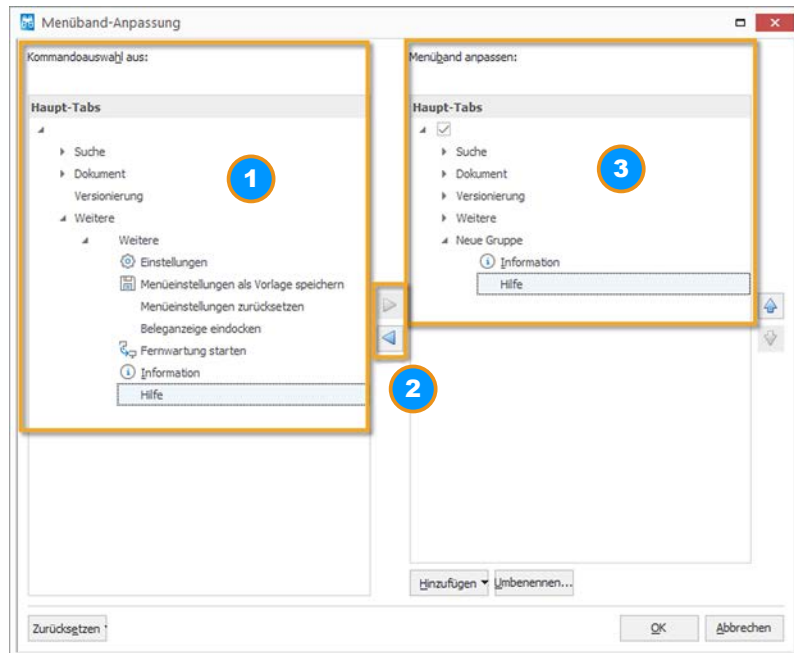 Menüband-Anpassung
Kommandoauswahl aus:
Haupt-Tabs
Suche
Dokument
Versionierung
Weitere
Weitere
Einstellungen
Menüeinstellungen als Vorlage speichern
Menüeinstellungen zurücksetzen
Beleganzeige eindocken
Fernwartung starten
Information
Hilfe
1
2
Menüband anpassen:
Haupt-Tabs
Suche
Dokument
Versionierung
Weitere
Neue Gruppe
Information
Hilfe
3
Hinzufügen
Umbenennen...
Zurücksetzen
OK
Abbrechen